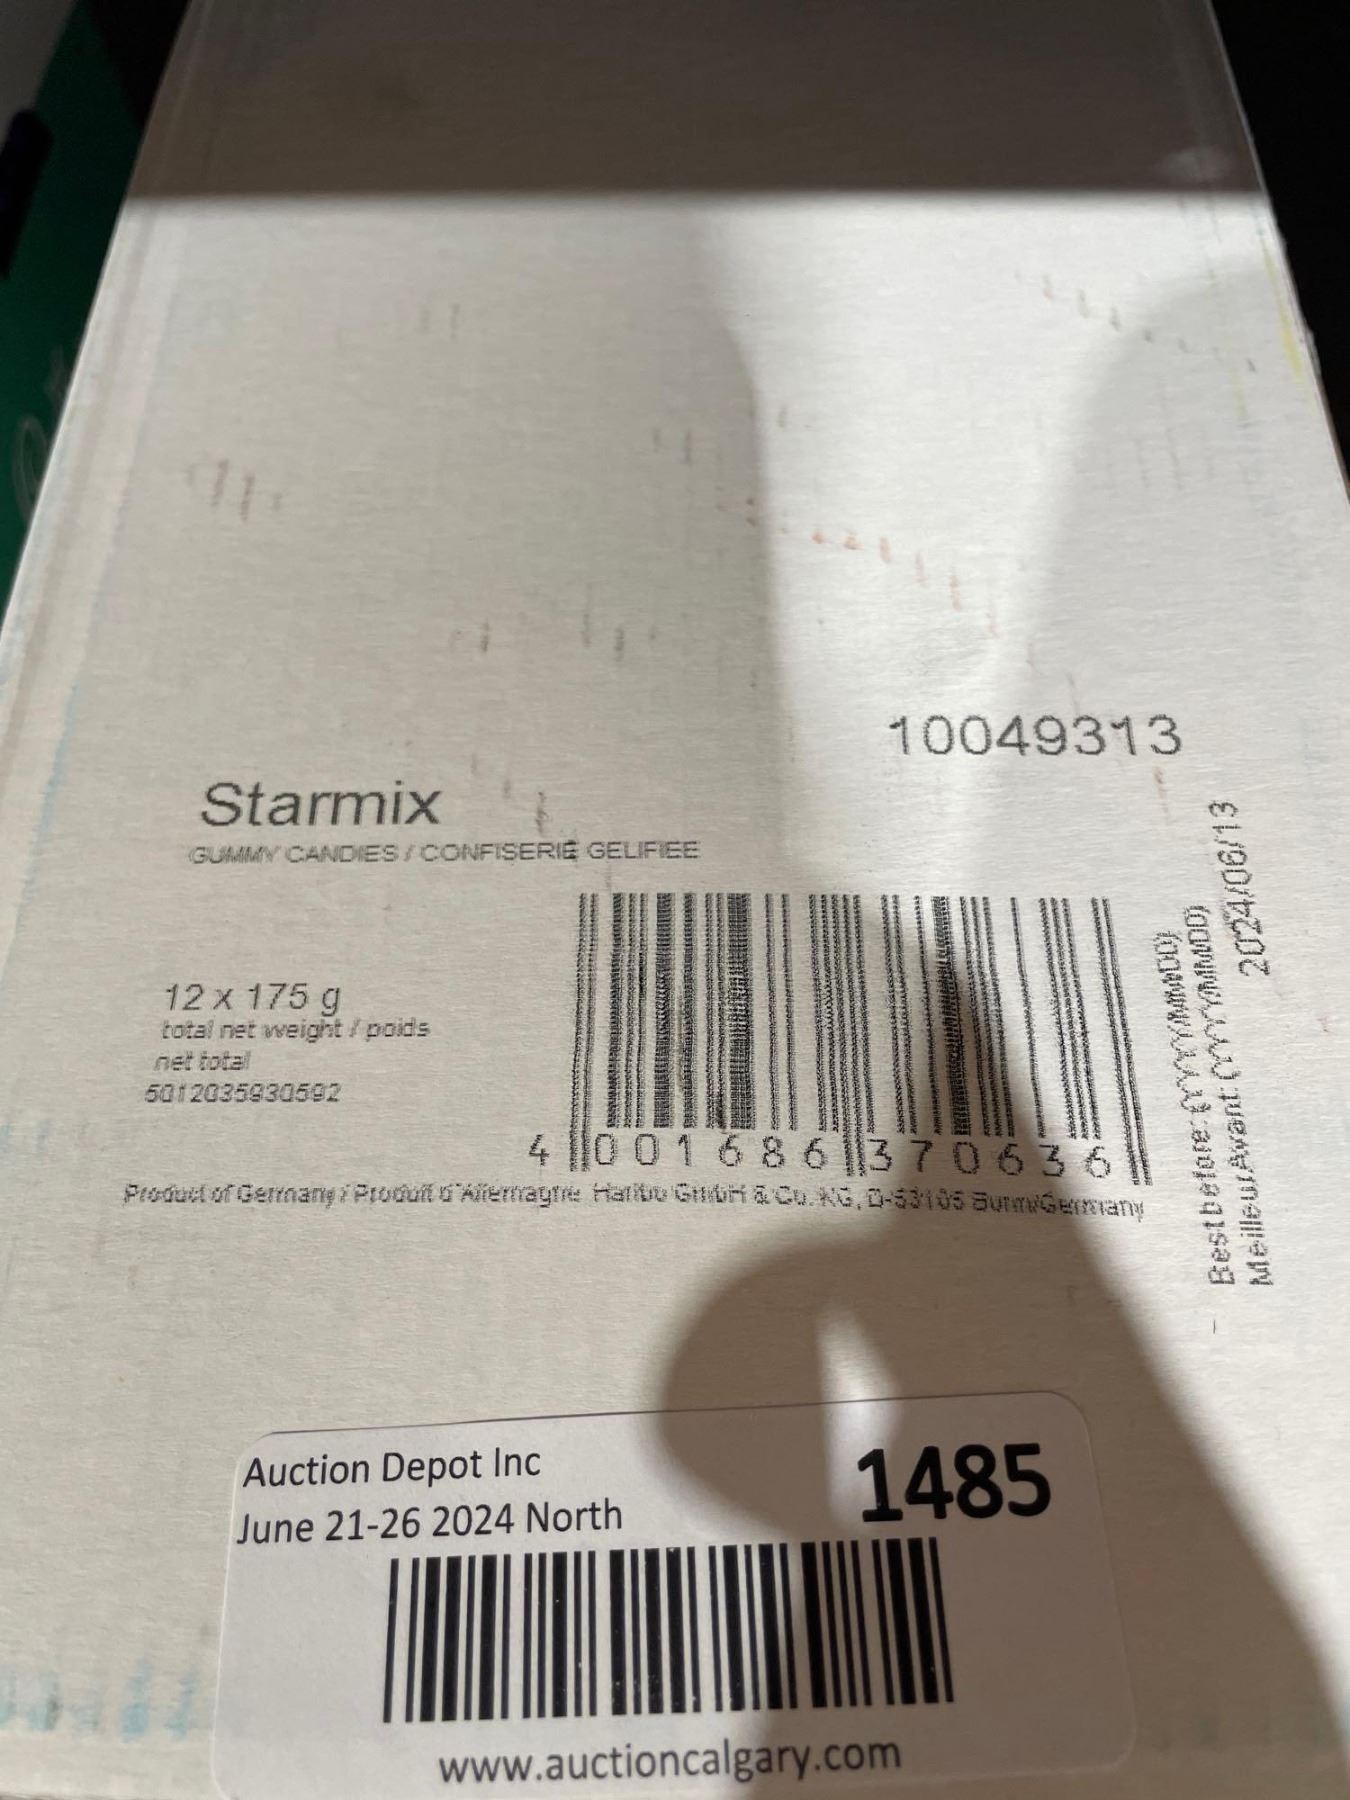 10049313
Starmix
GUMMY CANDIES / CONFISERIE GELIFIEE
12 x 175 g
total net weight / poids
net total
5012035930592
4 001686 370636
Product of Germany / Produit d'Allemagne Haribo GmbH & Co. KG, D-53105 Bonn/Germany
Best before: (YYYY/MM/DD)
Meilleur Avant: (YYYY/MM/DD)
2024/06/13
Auction Depot Inc
1485
June 21-26 2024 North
www.auctioncalgary.com